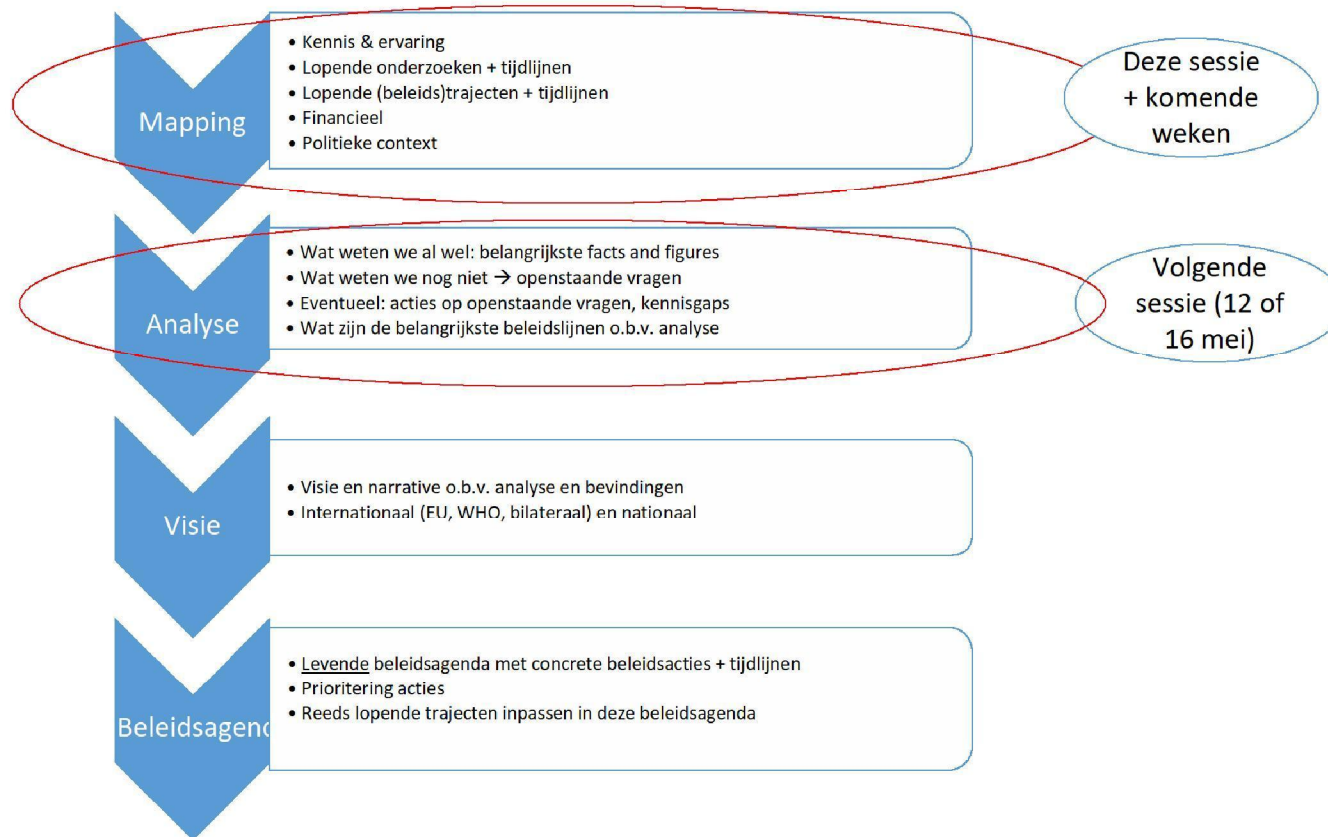 Mapping
• Kennis & ervaring
• Lopende onderzoeken + tijdlijnen
• Lopende (beleids)trajecten + tijdlijnen
• Financieel
• Politieke context
Deze sessie
+ komende
weken
Analyse
• Wat weten we al wel: belangrijkste facts and figures
• Wat weten we nog niet → openstaande vragen
• Eventueel: acties op openstaande vragen, kennisgaps
• Wat zijn de belangrijkste beleidslijnen o.b.v. analyse
Volgende
sessie (12 of
16 mei)
Visie
• Visie en narrative o.b.v. analyse en bevindingen
• Internationaal (EU, WHO, bilateraal) en nationaal
Beleidsagend
• Levende beleidsagenda met concrete beleidsacties + tijdlijnen
• Prioritering acties
• Reeds lopende trajecten inpassen in deze beleidsagenda